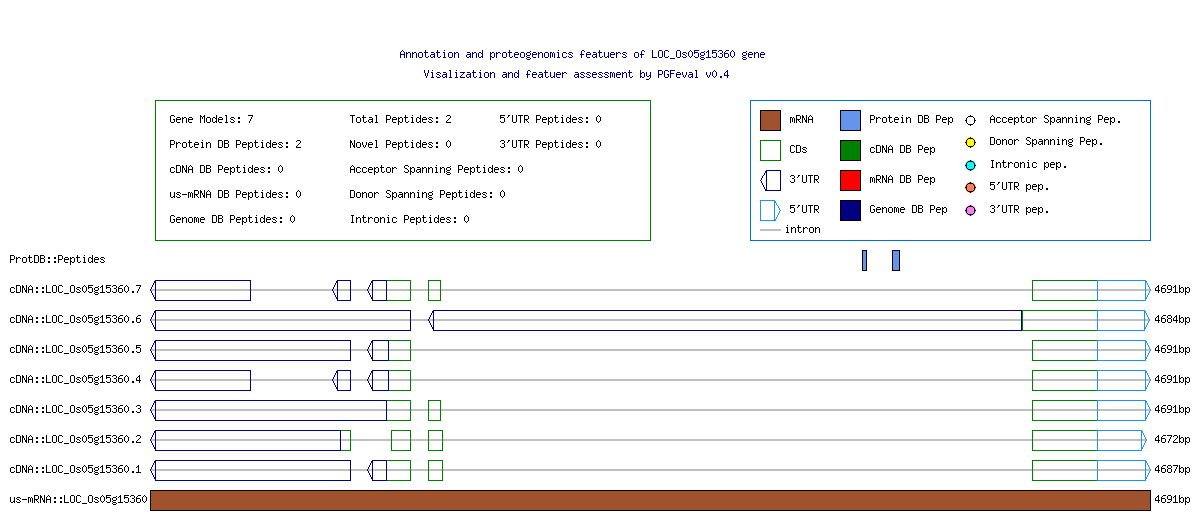 Annotation and proteogenomics featuers of LOC_Os05g15360 gene
Visalization and featuer assessment by PGFeval v0.4
Gene Models: 7 Total Peptides: 2 5'UTR Peptides: 0
Protein DB Peptides: 2 Novel Peptides: 0 3'UTR Peptides: 0
cDNA DB Peptides: 0 Acceptor Spanning Peptides: 0
us-mRNA DB Peptides: 0 Donor Spanning Peptides: 0
Genome DB Peptides: 0 Intronic Peptides: 0
mRNA Protein DB Pep Acceptor Spanning Pep.
CDs cDNA DB Pep Donor Spanning Pep.
3'UTR mRNA DB Pep Intronic pep.
5'UTR Genome DB Pep 5'UTR pep.
intron 3'UTR pep.
ProtDB::Peptides
cDNA::LOC_Os05g15360.7 4691bp
cDNA::LOC_Os05g15360.6 4684bp
cDNA::LOC_Os05g15360.5 4691bp
cDNA::LOC_Os05g15360.4 4691bp
cDNA::LOC_Os05g15360.3 4691bp
cDNA::LOC_Os05g15360.2 4672bp
cDNA::LOC_Os05g15360.1 4687bp
us-mRNA::LOC_Os05g15360 4691bp